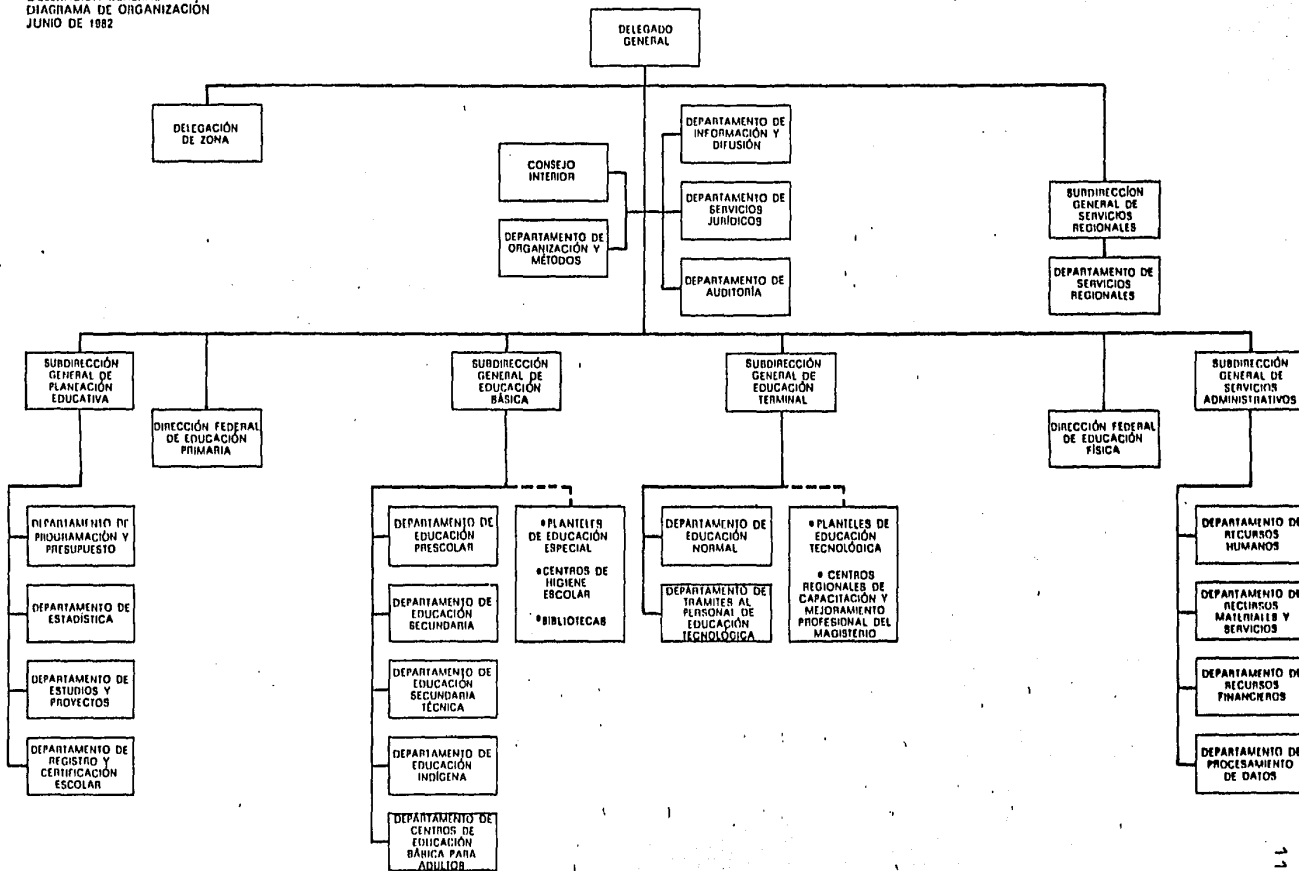 DIAGRAMA DE ORGANIZACIÓN
JUNIO DE 1982
DELEGADO
GENERAL
DELEGACIÓN
DE ZONA
CONSEJO
INTERIOR
DEPARTAMENTO DE
ORGANIZACIÓN Y
MÉTODOS
DEPARTAMENTO DE
INFORMACIÓN Y
DIFUSIÓN
DEPARTAMENTO DE
SERVICIOS
JURÍDICOS
DEPARTAMENTO DE
AUDITORÍA
SUBDIRECCÍON
GENERAL DE
SERVICIOS
REGIONALES
DEPARTAMENTO DE
SERVICIOS
REGIONALES
SUBDIRECCIÓN
GENERAL DE
PLANEACIÓN
EDUCATIVA
DIRECCIÓN FEDERAL
DE EDUCACIÓN
PRIMARIA
SUBDIRECCIÓN
GENERAL DE
EDUCACIÓN
BÁSICA
SUBDIRECCIÓN
GENERAL DE
EDUCACIÓN
TERMINAL
DIRECCIÓN FEDERAL
DE EDUCACIÓN
FÍSICA
SUBDIRECCIÓN
GENERAL DE
SERVICIOS
ADMINISTRATIVOS
DEPARTAMENTO DE
PROGRAMACIÓN Y
PRESUPUESTO
DEPARTAMENTO DE
ESTADÍSTICA
DEPARTAMENTO DE
ESTUDIOS Y
PROYECTOS
DEPARTAMENTO DE
REGISTRO Y
CERTIFICACIÓN
ESCOLAR
DEPARTAMENTO DE
EDUCACIÓN
PRESCOLAR
DEPARTAMENTO DE
EDUCACIÓN
SECUNDARIA
DEPARTAMENTO DE
EDUCACIÓN
SECUNDARIA
TÉCNICA
DEPARTAMENTO DE
EDUCACIÓN
INDÍGENA
DEPARTAMENTO DE
CENTROS DE
EDUCACIÓN
BÁSICA PARA
ADULTOS
• PLANTELES
DE EDUCACIÓN
ESPECIAL
• CENTROS DE
HIGIENE
ESCOLAR
• BIBLIOTECAS
DEPARTAMENTO DE
EDUCACIÓN
NORMAL
DEPARTAMENTO DE
TRÁMITES AL
PERSONAL DE
EDUCACIÓN
TECNOLÓGICA
• PLANTELES DE
EDUCACIÓN
TECNOLÓGICA
• CENTROS
REGIONALES DE
CAPACITACIÓN Y
MEJORAMIENTO
PROFESIONAL DEL
MAGISTERIO
DEPARTAMENTO DE
RECURSOS
HUMANOS
DEPARTAMENTO DE
RECURSOS
MATERIALES Y
SERVICIOS
DEPARTAMENTO DE
RECURSOS
FINANCIEROS
DEPARTAMENTO DE
PROCESAMIENTO
DE DATOS
11